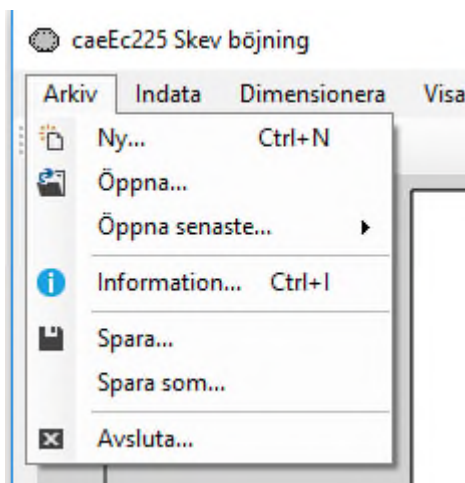 caeEc225 Skev böjning
Arkiv Indata Dimensionera Visa
Ny... Ctrl+N
Öppna...
Öppna senaste...
Information... Ctrl+I
Spara...
Spara som...
Avsluta...